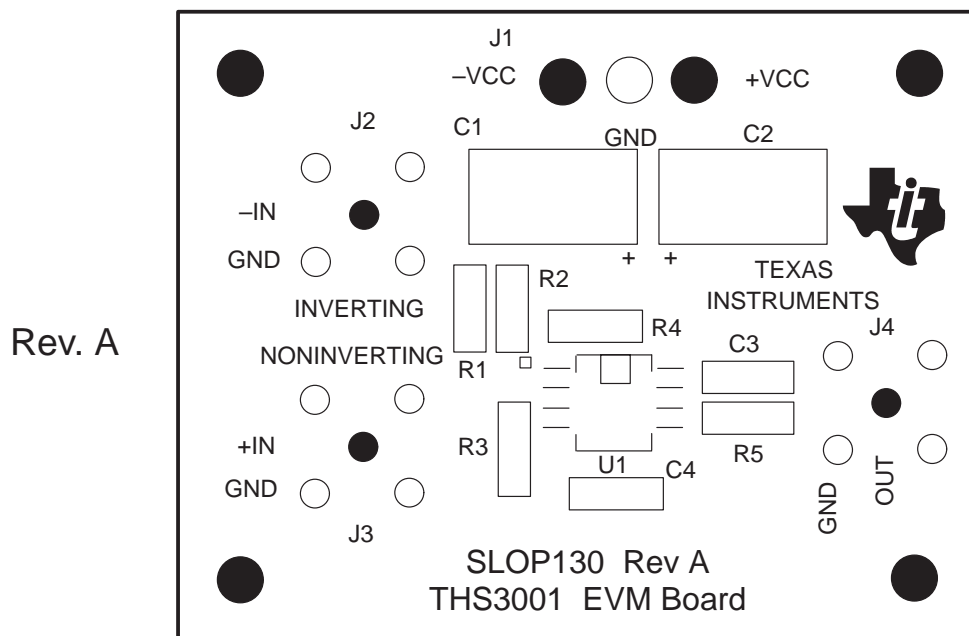 J1
–VCC
+VCC
J2
C1
GND
C2
–IN
GND
+ +
TEXAS
INSTRUMENTS
R2
INVERTING
R4
J4
Rev. A
NONINVERTING
R1
C3
+IN
R3
R5
GND
U1
C4
GND
OUT
J3
SLOP130 Rev A
THS3001 EVM Board
ti